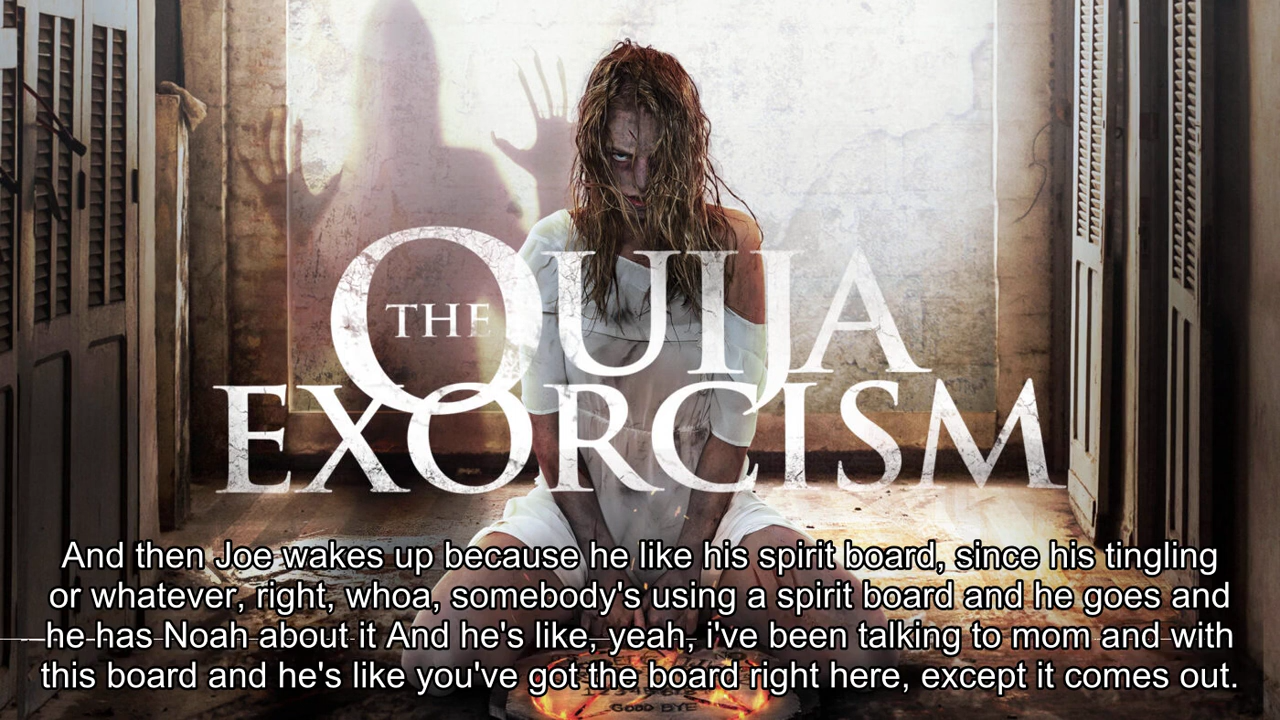 THE
OUIJA
EXORCISM
And then Joe wakes up because he like his spirit board, since his tingling
or whatever, right, whoa, somebody's using a spirit board and he goes and
he has Noah about it And he's like, yeah, i've been talking to mom and with
this board and he's like you've got the board right here, except it comes out.
GOOD BYE